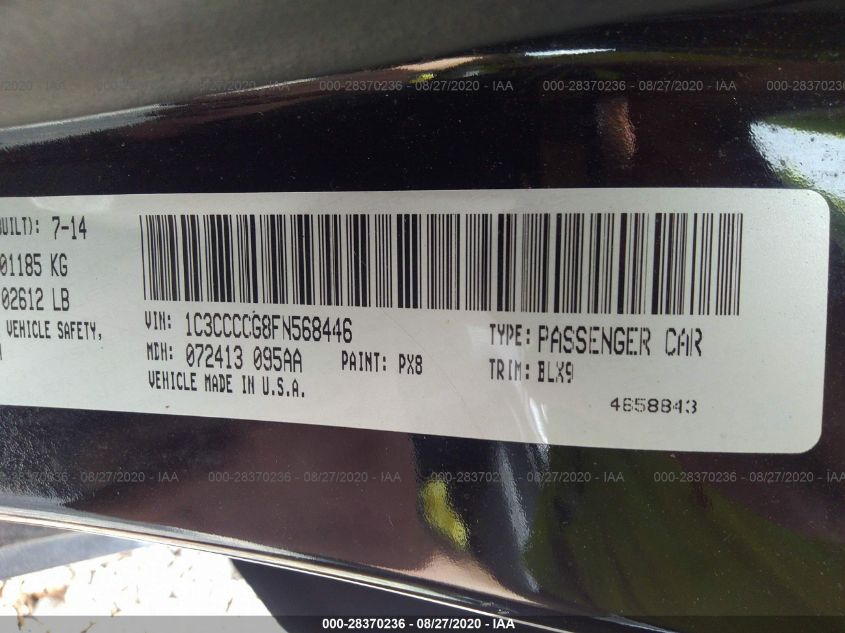 000-28370236 - 08/27/2020 - IAA
BUILT): 7-14
01185 KG
02612 LB
VEHICLE SAFETY,
VIN: 1C3CCCCG8FN568446
TYPE: PASSENGER CAR
MDH: 072413 095AA
PAINT: PX8
TRIM: BLX9
VEHICLE MADE IN U.S.A.
4658843
000-28370236 - 08/27/2020 - IAA
000-28370236 - 08/27/2020 - IAA